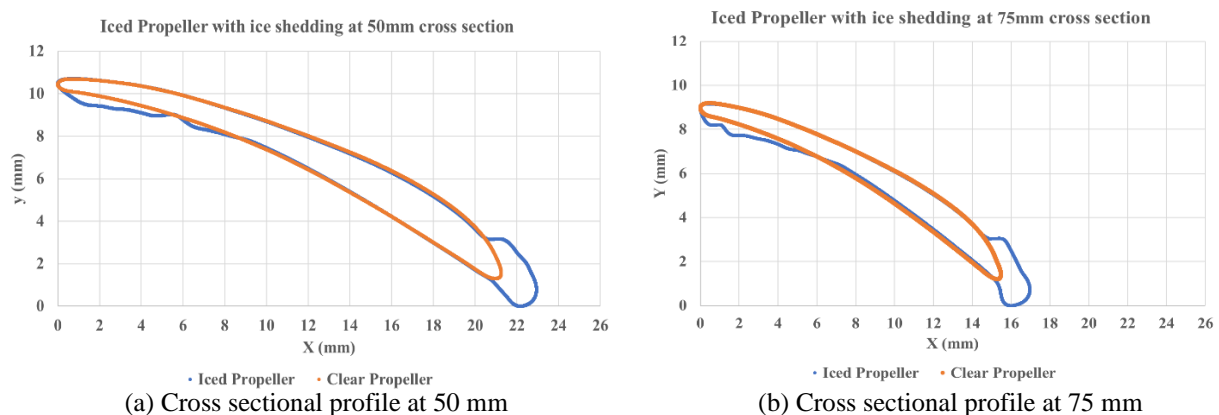 Iced Propeller with ice shedding at 50mm cross section
12
10
8
6
4
2
0
y (mm)
0 2 4 6 8 10 12 14 16 18 20 22 24 26
X (mm)
• Iced Propeller • Clear Propeller
(a) Cross sectional profile at 50 mm
Iced Propeller with ice shedding at 75mm cross section
12
10
8
6
4
2
0
Y (mm)
0 2 4 6 8 10 12 14 16 18 20 22 24 26
X (mm)
• Iced Propeller • Clear Propeller
(b) Cross sectional profile at 75 mm